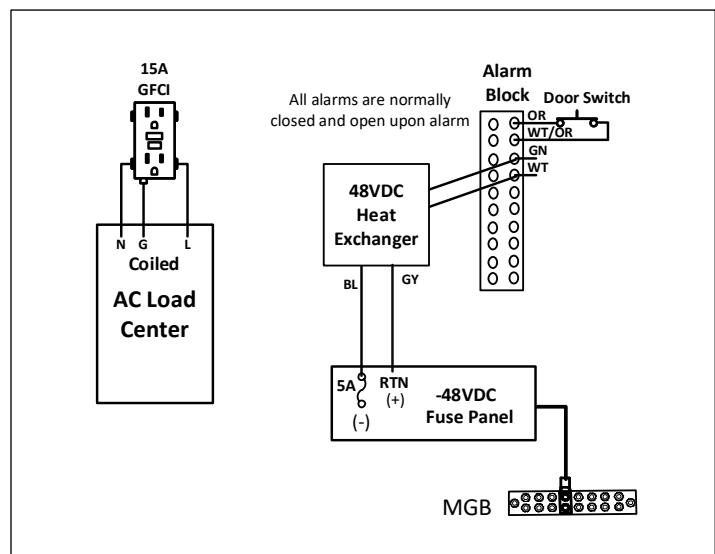 15A
GFCI
N G L
Coiled
AC Load
Center
All alarms are normally
closed and open upon alarm
Alarm
Block
Door Switch
OR
WT/OR
GN
WT
48VDC
Heat
Exchanger
BL
GY
5A
(-)
RTN
(+)
-48VDC
Fuse Panel
MGB